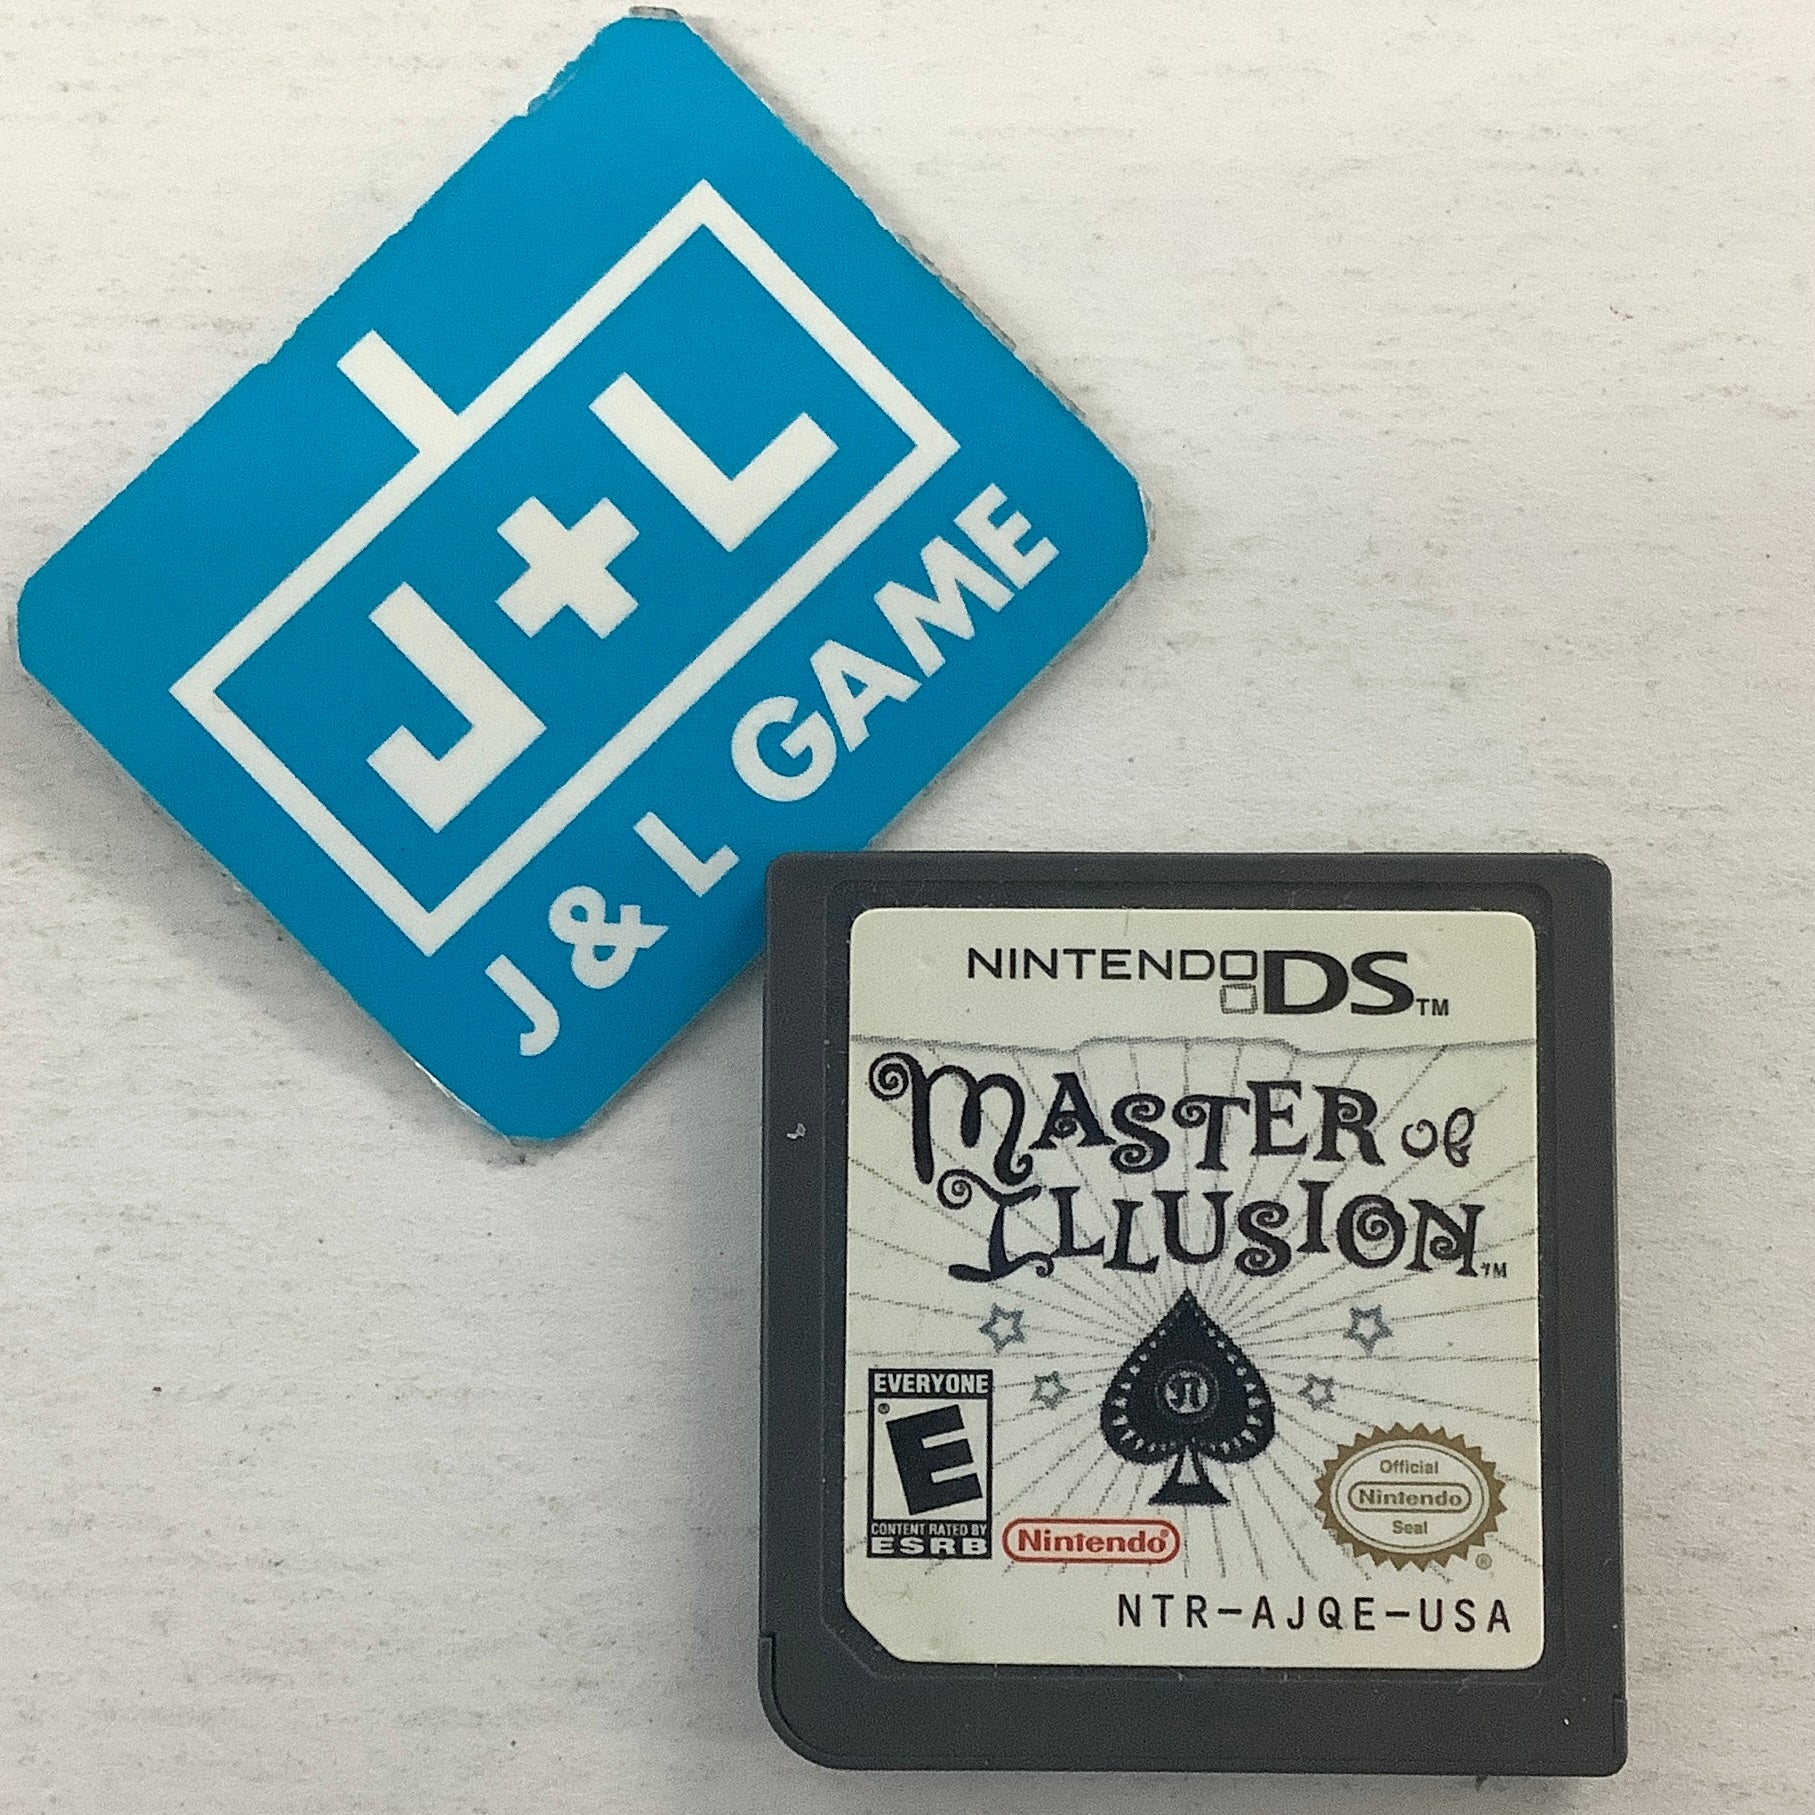 J+L
J & L GAME
NINTENDO DS™
MASTER OF
ILLUSION™
EVERYONE
E
CONTENT RATED BY
ESRB
Nintendo®
Official
Nintendo
Seal
®
NTR-AJQE-USA